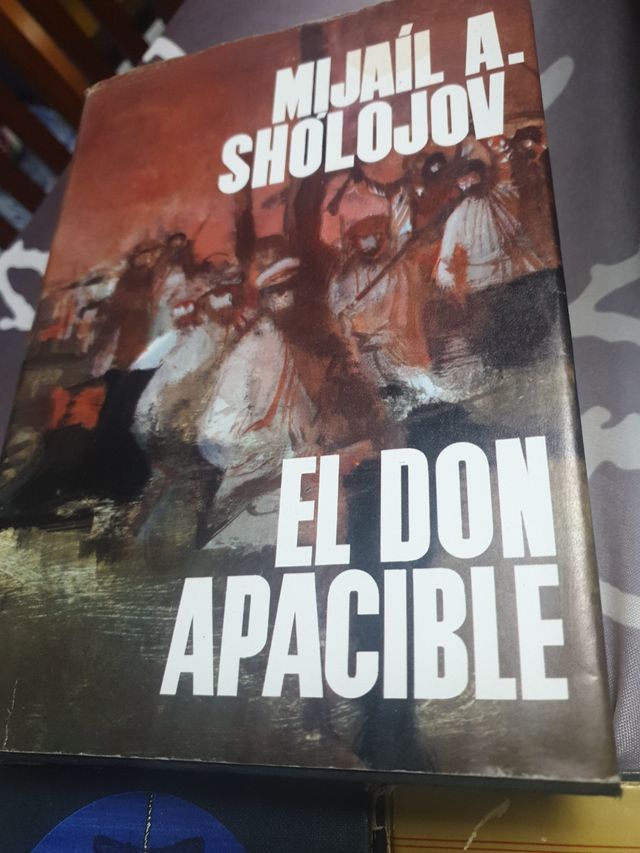 MIJAÍL A.
SHÓLOJOV
EL DON
APACIBLE